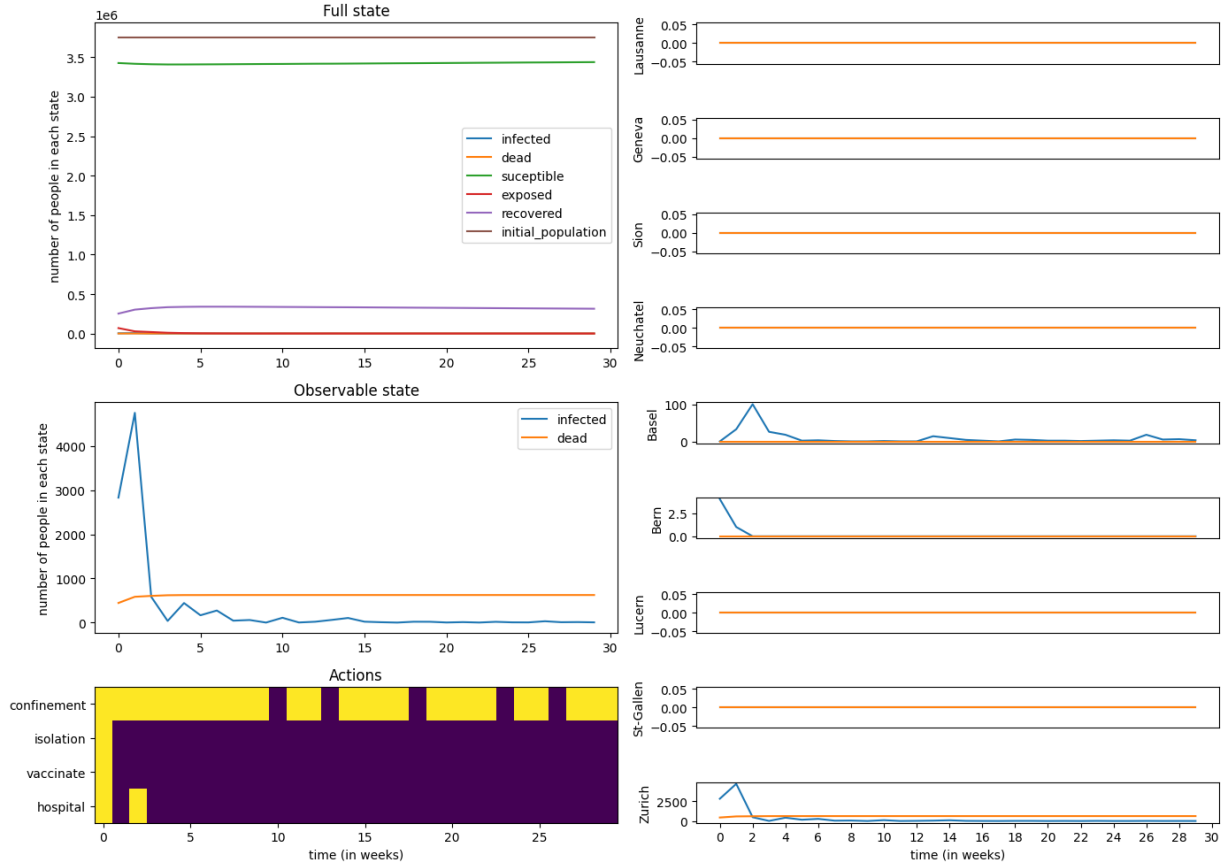 Full state
1e6
3.5
3.0
2.5
2.0
1.5
1.0
0.5
0.0
number of people in each state
infected
dead
suceptible
exposed
recovered
initial_population
0 5 10 15 20 25 30
Observable state
4000
3000
2000
1000
0
number of people in each state
infected
dead
0 5 10 15 20 25 30
Actions
confinement
isolation
vaccinate
hospital
0 5 10 15 20 25
time (in weeks)
Lausanne
0.05
0.00
−0.05
Geneva
0.05
0.00
−0.05
Sion
0.05
0.00
−0.05
Neuchatel
0.05
0.00
−0.05
Basel
100
0
Bern
2.5
0.0
Lucern
0.05
0.00
−0.05
St-Gallen
0.05
0.00
−0.05
Zurich
2500
0
0 2 4 6 8 10 12 14 16 18 20 22 24 26 28 30
time (in weeks)